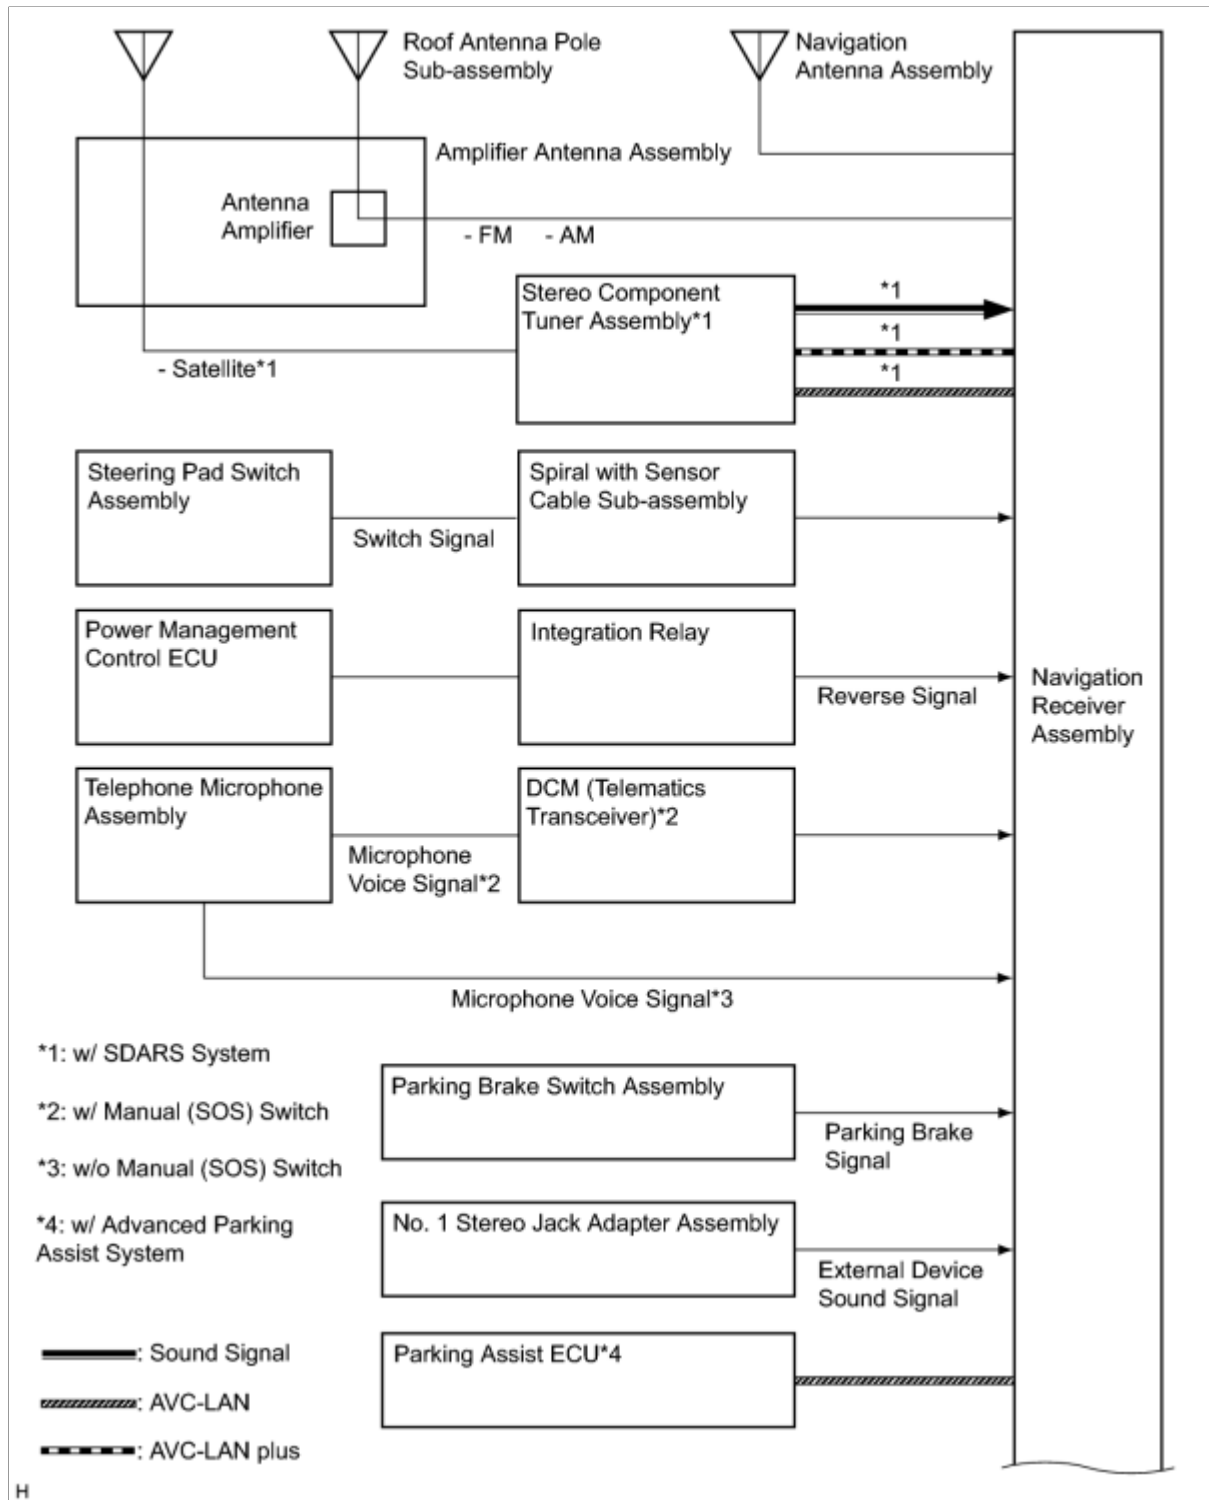 Roof Antenna Pole
Sub-assembly
Navigation
Antenna Assembly
Amplifier Antenna Assembly
Antenna
Amplifier
- FM - AM
Stereo Component
Tuner Assembly*1
*1
*1
*1
- Satellite*1
Steering Pad Switch
Assembly
Switch Signal
Spiral with Sensor
Cable Sub-assembly
Power Management
Control ECU
Integration Relay
Reverse Signal
Navigation
Receiver
Assembly
Telephone Microphone
Assembly
Microphone
Voice Signal*2
DCM (Telematics
Transceiver)*2
Microphone Voice Signal*3
*1: w/ SDARS System
*2: w/ Manual (SOS) Switch
*3: w/o Manual (SOS) Switch
*4: w/ Advanced Parking
Assist System
Parking Brake Switch Assembly
Parking Brake
Signal
No. 1 Stereo Jack Adapter Assembly
External Device
Sound Signal
Parking Assist ECU*4
: Sound Signal
: AVC-LAN
: AVC-LAN plus
H